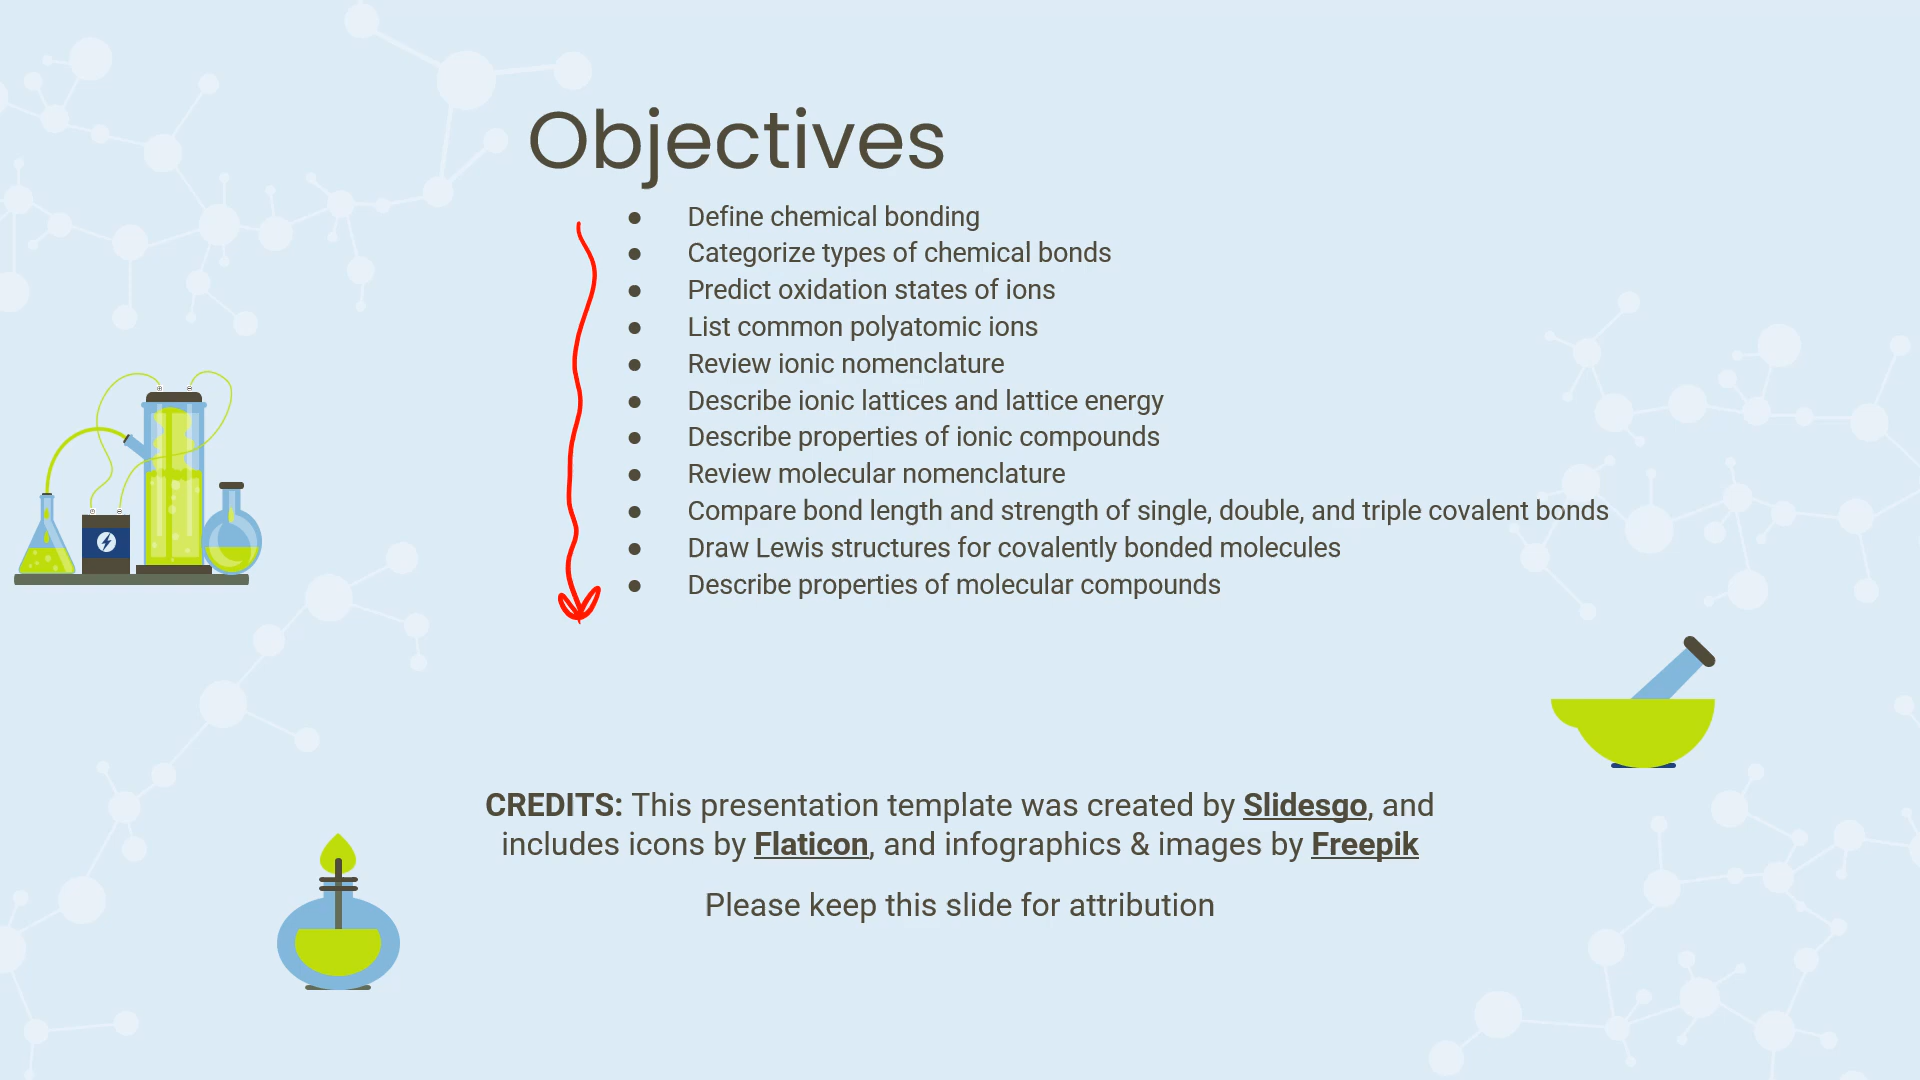 Objectives
● Define chemical bonding
● Categorize types of chemical bonds
● Predict oxidation states of ions
● List common polyatomic ions
● Review ionic nomenclature
● Describe ionic lattices and lattice energy
● Describe properties of ionic compounds
● Review molecular nomenclature
● Compare bond length and strength of single, double, and triple covalent bonds
● Draw Lewis structures for covalently bonded molecules
● Describe properties of molecular compounds
CREDITS: This presentation template was created by Slidesgo, and
includes icons by Flaticon, and infographics & images by Freepik
Please keep this slide for attribution